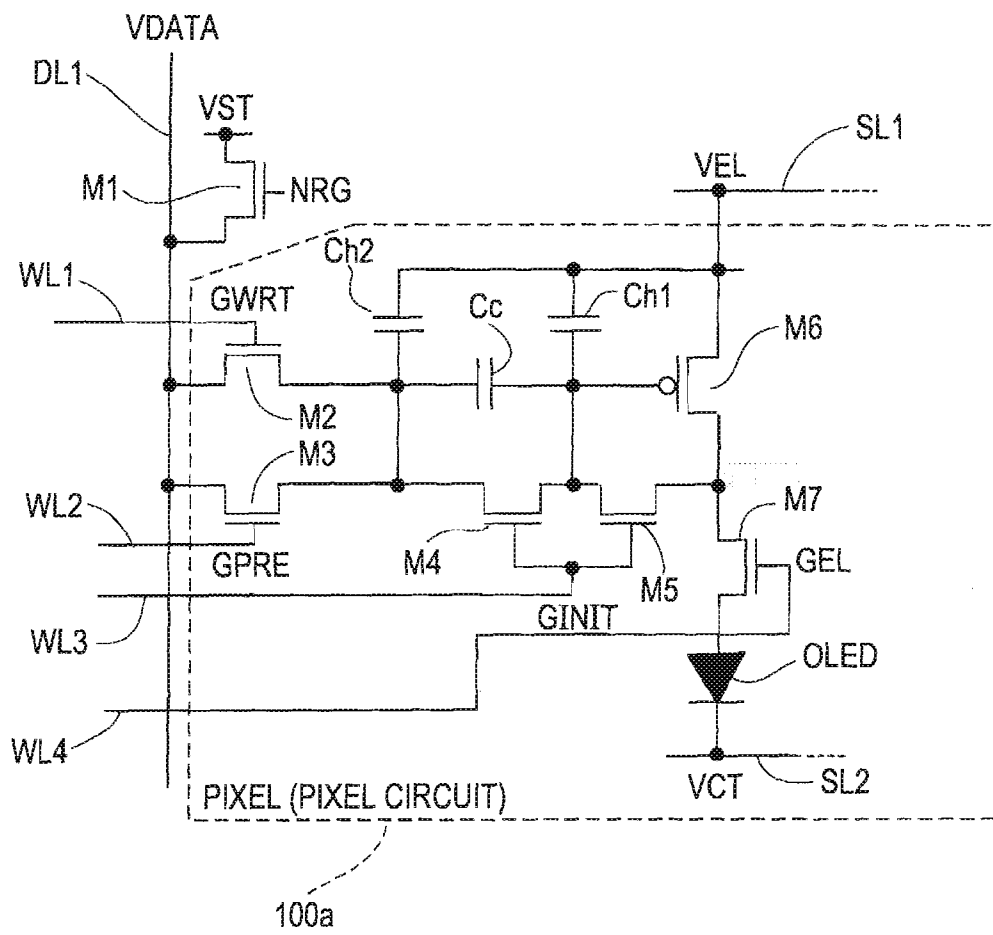 VDATA
DL1
VST
SL1
M1
NRG
VEL
Ch2
WL1
GWRT
Cc
Ch1
M6
M2
M3
WL2
M7
GPRE
M4
M5
GEL
GINIT
WL3
OLED
WL4
VCT
SL2
PIXEL (PIXEL CIRCUIT)
100a